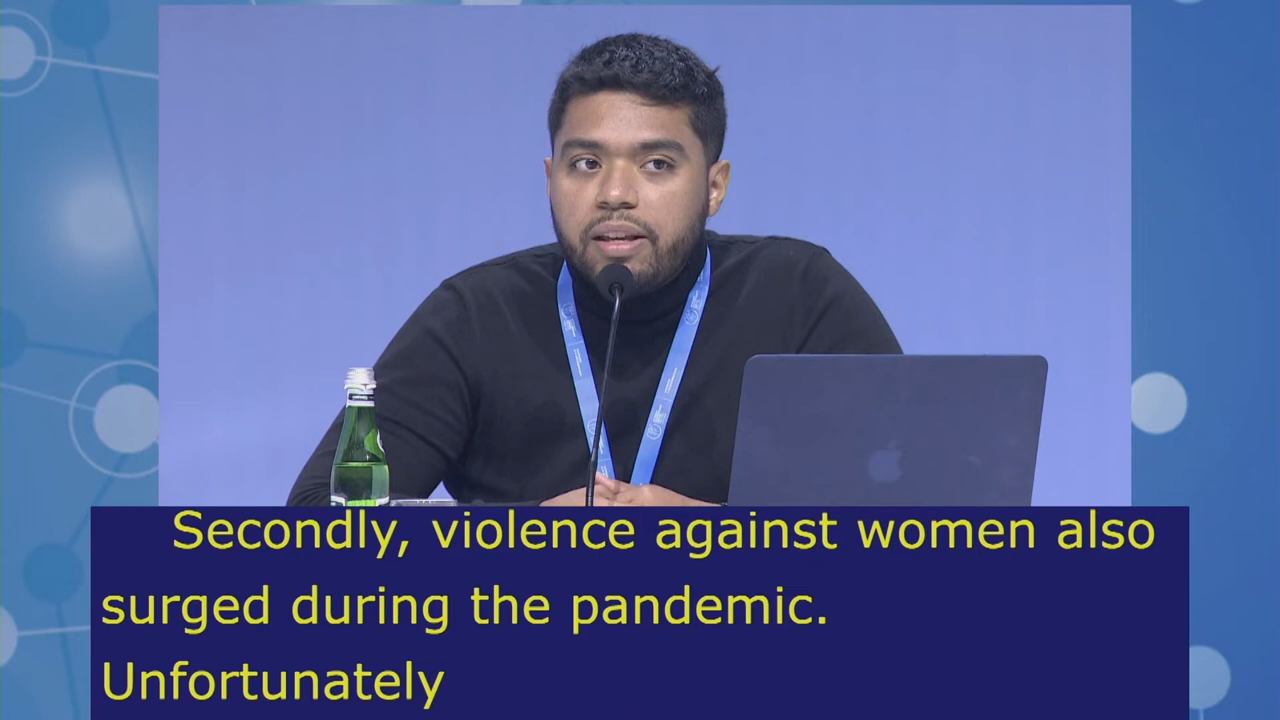 Secondly, violence against women also
surged during the pandemic.
Unfortunately